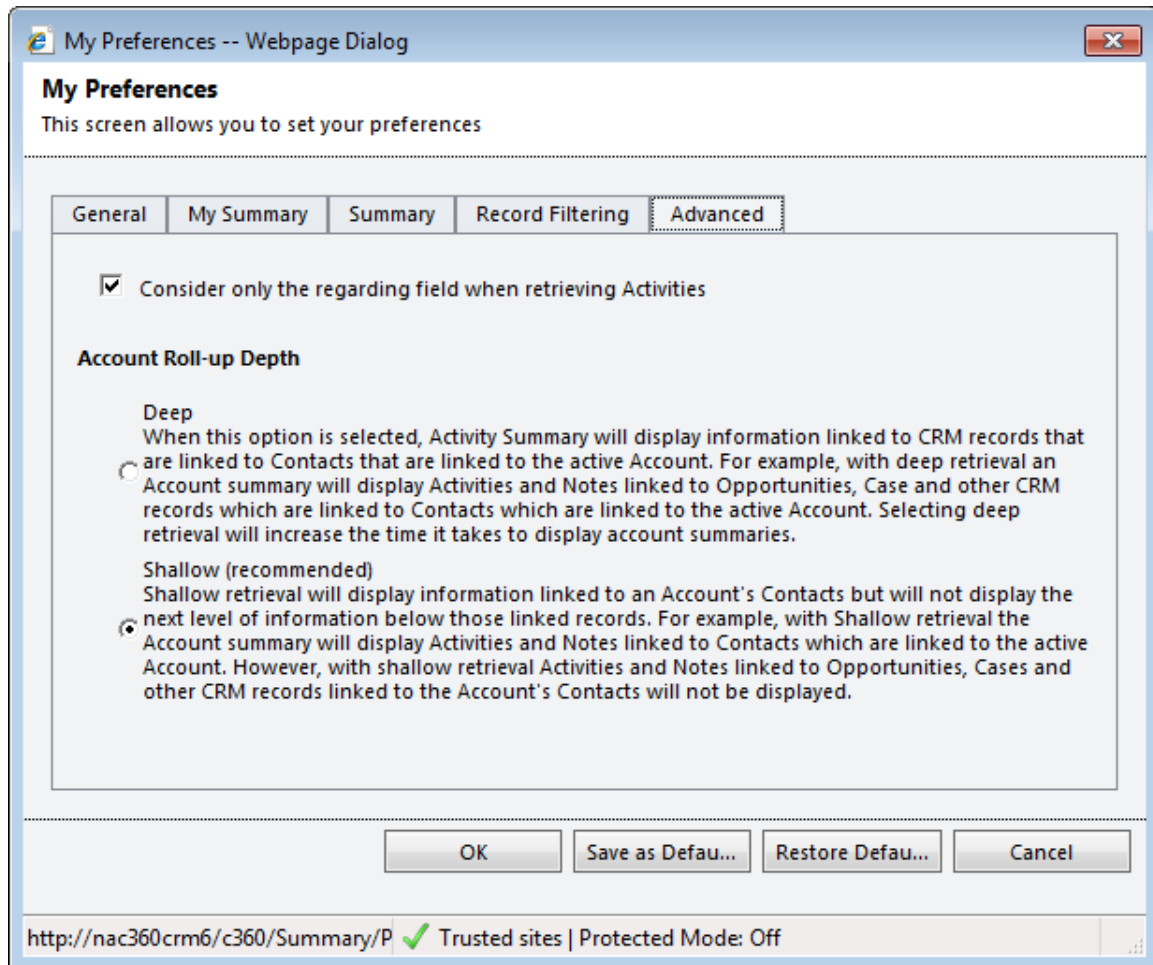 My Preferences -- Webpage Dialog
My Preferences
This screen allows you to set your preferences
General
My Summary
Summary
Record Filtering
Advanced
Consider only the regarding field when retrieving Activities
Account Roll-up Depth
Deep
When this option is selected, Activity Summary will display information linked to CRM records that
are linked to Contacts that are linked to the active Account. For example, with deep retrieval an
Account summary will display Activities and Notes linked to Opportunities, Case and other CRM
records which are linked to Contacts which are linked to the active Account. Selecting deep
retrieval will increase the time it takes to display account summaries.
Shallow (recommended)
Shallow retrieval will display information linked to an Account's Contacts but will not display the
next level of information below those linked records. For example, with Shallow retrieval the
Account summary will display Activities and Notes linked to Contacts which are linked to the active
Account. However, with shallow retrieval Activities and Notes linked to Opportunities, Cases and
other CRM records linked to the Account's Contacts will not be displayed.
OK
Save as Defau...
Restore Defau...
Cancel
http://nac360crm6/c360/Summary/P
Trusted sites | Protected Mode: Off